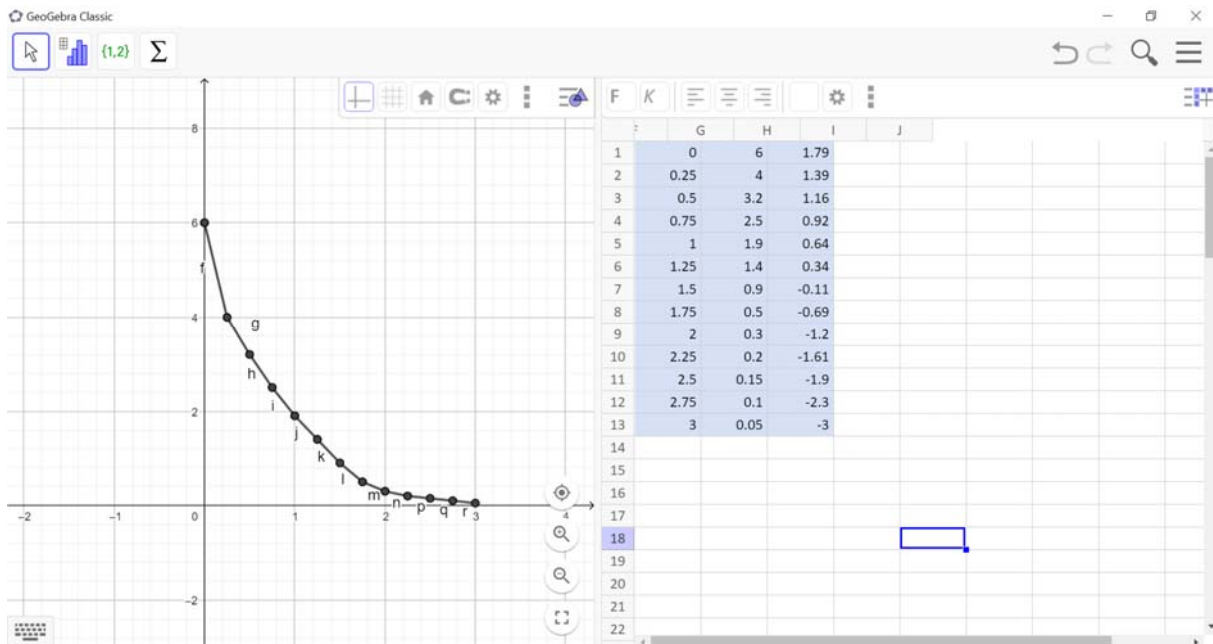 GeoGebra Classic
{1,2} Σ
F K
8
6
4
2
-2 -1 0 1 2 3 4
-2
f
g
h
i
j
k
l
m
n
p
q
r
G H I J
1 0 6 1.79
2 0.25 4 1.39
3 0.5 3.2 1.16
4 0.75 2.5 0.92
5 1 1.9 0.64
6 1.25 1.4 0.34
7 1.5 0.9 -0.11
8 1.75 0.5 -0.69
9 2 0.3 -1.2
10 2.25 0.2 -1.61
11 2.5 0.15 -1.9
12 2.75 0.1 -2.3
13 3 0.05 -3
14
15
16
17
18
19
20
21
22